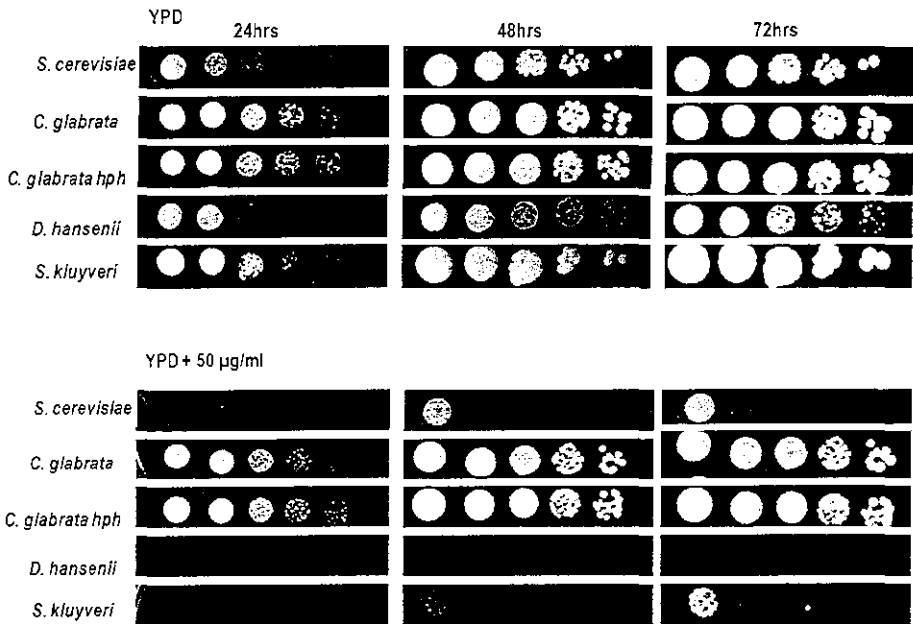 YPD
24hrs 48hrs 72hrs
S. cerevisiae
C. glabrata
C. glabrata hph
D. hansenii
S. kluyveri
YPD + 50 µg/ml
S. cerevisiae
C. glabrata
C. glabrata hph
D. hansenii
S. kluyveri